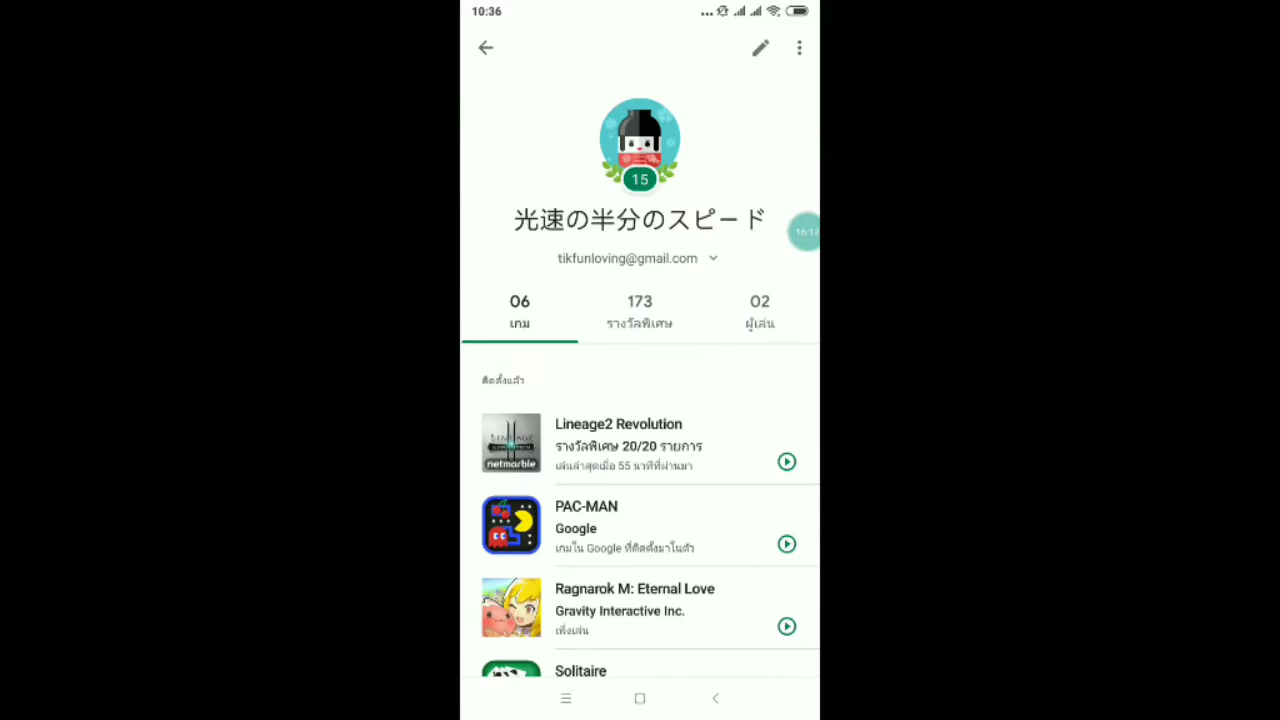 10:36
15
光速の半分のスピード
tikfunloving@gmail.com
06
เกม
173
รางวัลพิเศษ
02
ผู้เล่น
ติดตั้งแล้ว
LINEAGE
netmarble
Lineage2 Revolution
รางวัลพิเศษ 20/20 รายการ
เล่นล่าสุดเมื่อ 55 นาทีที่ผ่านมา
PAC-MAN
Google
เกมใน Google ที่ติดตั้งมาในตัว
Ragnarok M: Eternal Love
Gravity Interactive Inc.
เพิ่งเล่น
Solitaire